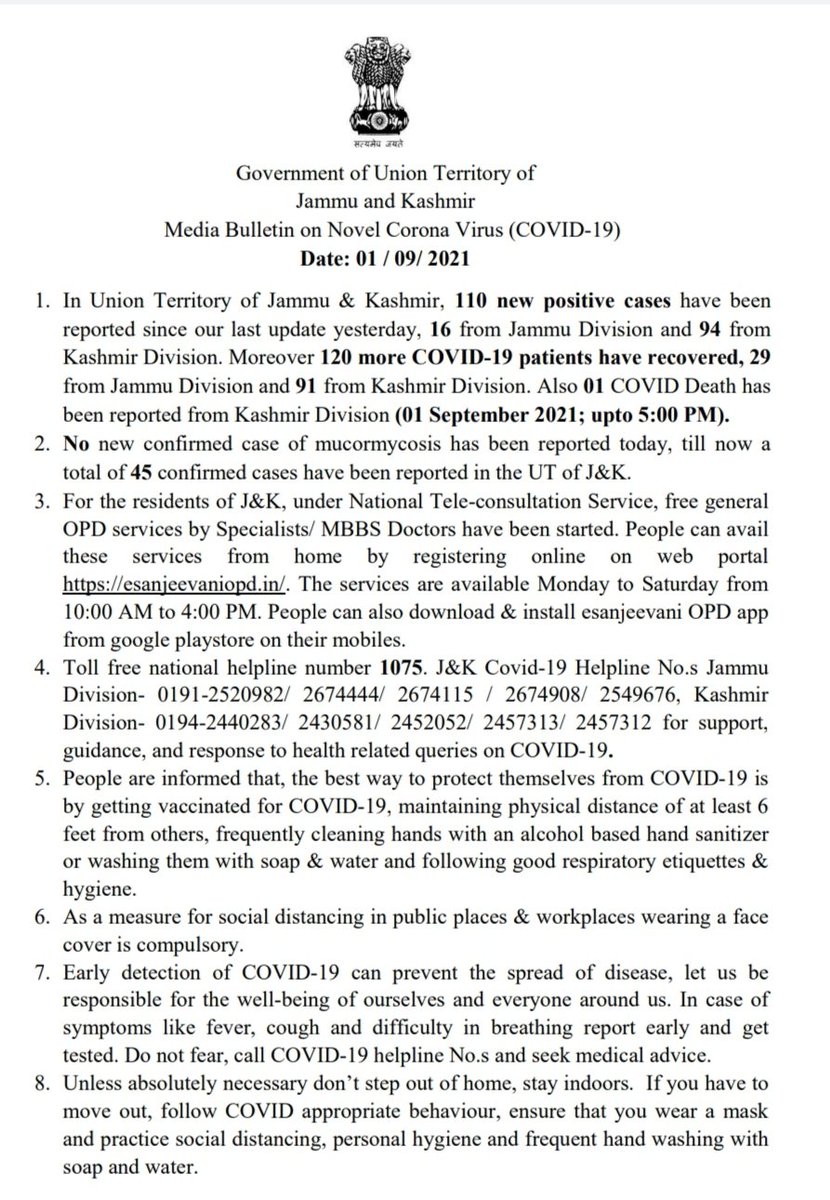 सत्यमेव जयते
Government of Union Territory of
Jammu and Kashmir
Media Bulletin on Novel Corona Virus (COVID-19)
Date: 01 / 09/ 2021
1. In Union Territory of Jammu & Kashmir, 110 new positive cases have been
reported since our last update yesterday, 16 from Jammu Division and 94 from
Kashmir Division. Moreover 120 more COVID-19 patients have recovered, 29
from Jammu Division and 91 from Kashmir Division. Also 01 COVID Death has
been reported from Kashmir Division (01 September 2021; upto 5:00 PM).
2. No new confirmed case of mucormycosis has been reported today, till now a
total of 45 confirmed cases have been reported in the UT of J&K.
3. For the residents of J&K, under National Tele-consultation Service, free general
OPD services by Specialists/ MBBS Doctors have been started. People can avail
these services from home by registering online on web portal
https://esanjeevaniopd.in/. The services are available Monday to Saturday from
10:00 AM to 4:00 PM. People can also download & install esanjeevani OPD app
from google playstore on their mobiles.
4. Toll free national helpline number 1075. J&K Covid-19 Helpline No.s Jammu
Division- 0191-2520982/ 2674444/ 2674115 / 2674908/ 2549676, Kashmir
Division- 0194-2440283/ 2430581/ 2452052/ 2457313/ 2457312 for support,
guidance, and response to health related queries on COVID-19.
5. People are informed that, the best way to protect themselves from COVID-19 is
by getting vaccinated for COVID-19, maintaining physical distance of at least 6
feet from others, frequently cleaning hands with an alcohol based hand sanitizer
or washing them with soap & water and following good respiratory etiquettes &
hygiene.
6. As a measure for social distancing in public places & workplaces wearing a face
cover is compulsory.
7. Early detection of COVID-19 can prevent the spread of disease, let us be
responsible for the well-being of ourselves and everyone around us. In case of
symptoms like fever, cough and difficulty in breathing report early and get
tested. Do not fear, call COVID-19 helpline No.s and seek medical advice.
8. Unless absolutely necessary don’t step out of home, stay indoors. If you have to
move out, follow COVID appropriate behaviour, ensure that you wear a mask
and practice social distancing, personal hygiene and frequent hand washing with
soap and water.